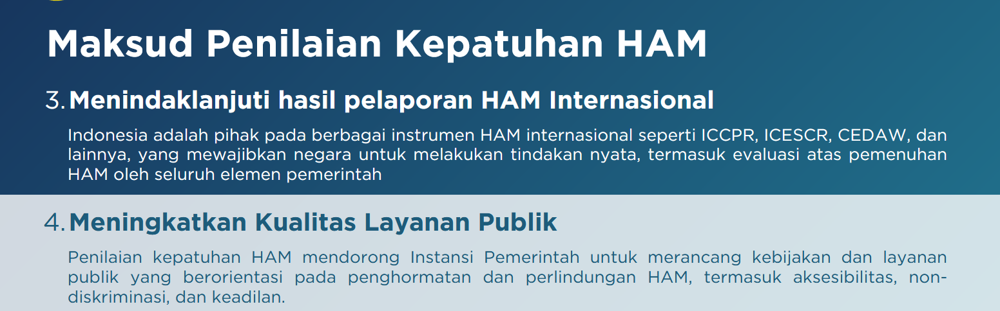 Maksud Penilaian Kepatuhan HAM
3. Menindaklanjuti hasil pelaporan HAM Internasional
Indonesia adalah pihak pada berbagai instrumen HAM internasional seperti ICCPR, ICESCR, CEDAW, dan
lainnya, yang mewajibkan negara untuk melakukan tindakan nyata, termasuk evaluasi atas pemenuhan
HAM oleh seluruh elemen pemerintah
4. Meningkatkan Kualitas Layanan Publik
Penilaian kepatuhan HAM mendorong Instansi Pemerintah untuk merancang kebijakan dan layanan
publik yang berorientasi pada penghormatan dan perlindungan HAM, termasuk aksesibilitas, non-
diskriminasi, dan keadilan.